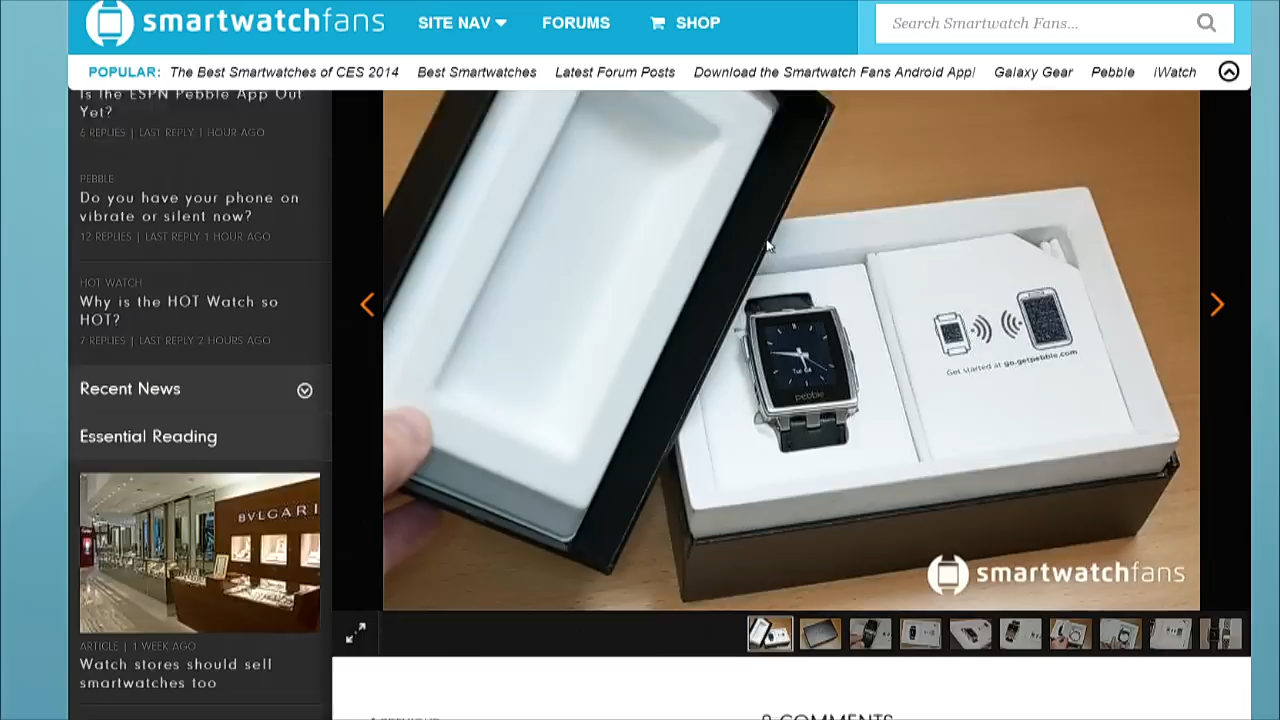 smartwatchfans
SITE NAV
FORUMS
SHOP
Search Smartwatch Fans...
POPULAR:
The Best Smartwatches of CES 2014
Best Smartwatches
Latest Forum Posts
Download the Smartwatch Fans Android App!
Galaxy Gear
Pebble
iWatch
Is the ESPN Pebble App Out
Yet?
6 REPLIES | LAST REPLY 1 HOUR AGO
PEBBLE
Do you have your phone on
vibrate or silent now?
12 REPLIES | LAST REPLY 1 HOUR AGO
HOT WATCH
Why is the HOT Watch so
HOT?
7 REPLIES | LAST REPLY 2 HOURS AGO
Recent News
Essential Reading
BVLGARI
ARTICLE | 1 WEEK AGO
Watch stores should sell
smartwatches too
pebble
Get started at go.getpebble.com
smartwatchfans
COMMENTS